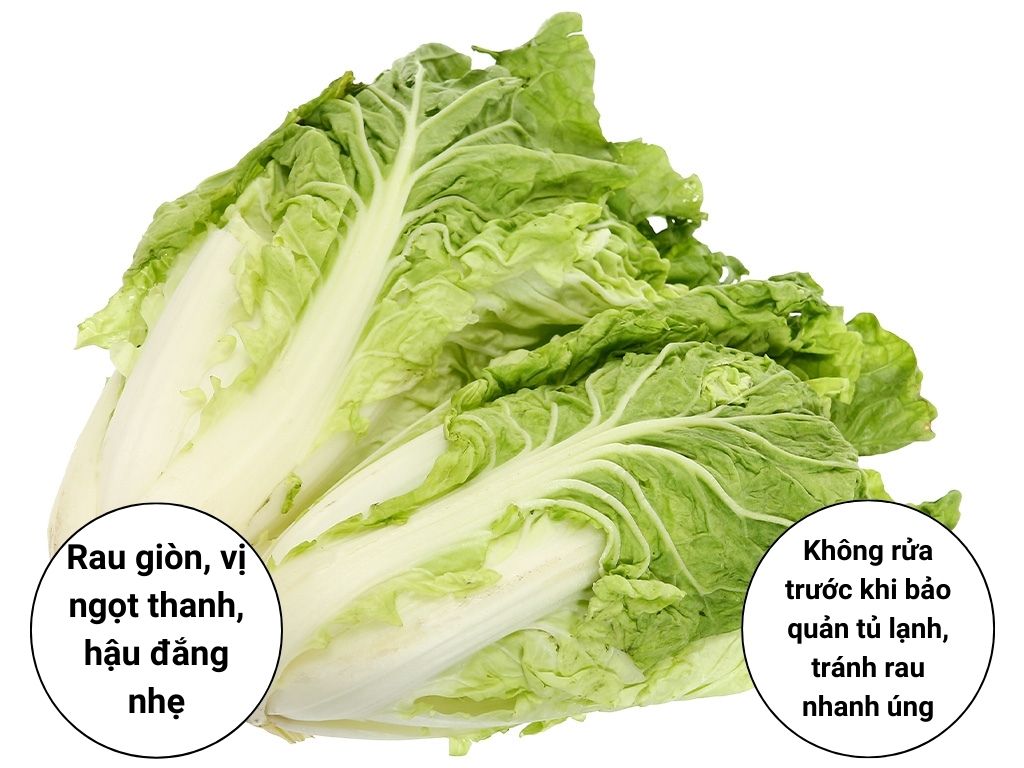 Rau giòn, vị
ngọt thanh,
hậu đắng
nhẹ
Không rửa
trước khi bảo
quản tủ lạnh,
tránh rau
nhanh úng